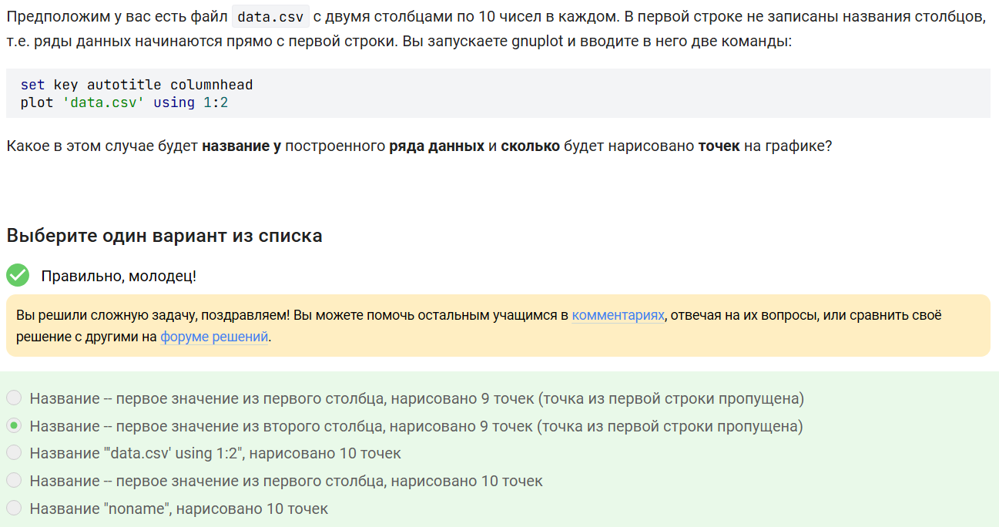 Предположим у вас есть файл data.csv с двумя столбцами по 10 чисел в каждом. В первой строке не записаны названия столбцов,
т.е. ряды данных начинаются прямо с первой строки. Вы запускаете gnuplot и вводите в него две команды:
set key autotitle columnhead
plot 'data.csv' using 1:2
Какое в этом случае будет название у построенного ряда данных и сколько будет нарисовано точек на графике?
Выберите один вариант из списка
Правильно, молодец!
Вы решили сложную задачу, поздравляем! Вы можете помочь остальным учащимся в комментариях, отвечая на их вопросы, или сравнить своё
решение с другими на форуме решений.
Название -- первое значение из первого столбца, нарисовано 9 точек (точка из первой строки пропущена)
Название -- первое значение из второго столбца, нарисовано 9 точек (точка из первой строки пропущена)
Название "'data.csv' using 1:2", нарисовано 10 точек
Название -- первое значение из первого столбца, нарисовано 10 точек
Название "noname", нарисовано 10 точек